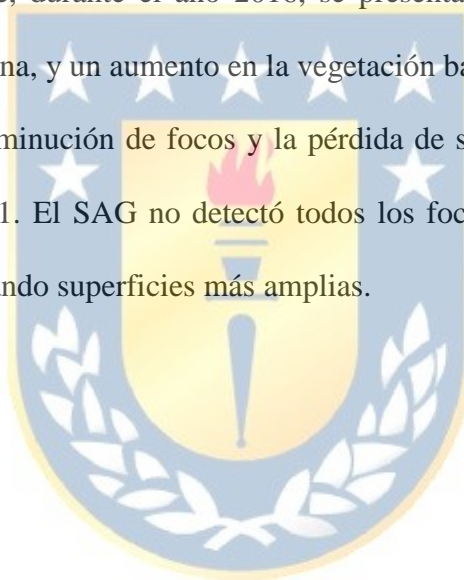 durante el año 2018, se presenta
na, y un aumento en la vegetación ba
minución de focos y la pérdida de s
1. El SAG no detectó todos los foc
ando superficies más amplias.